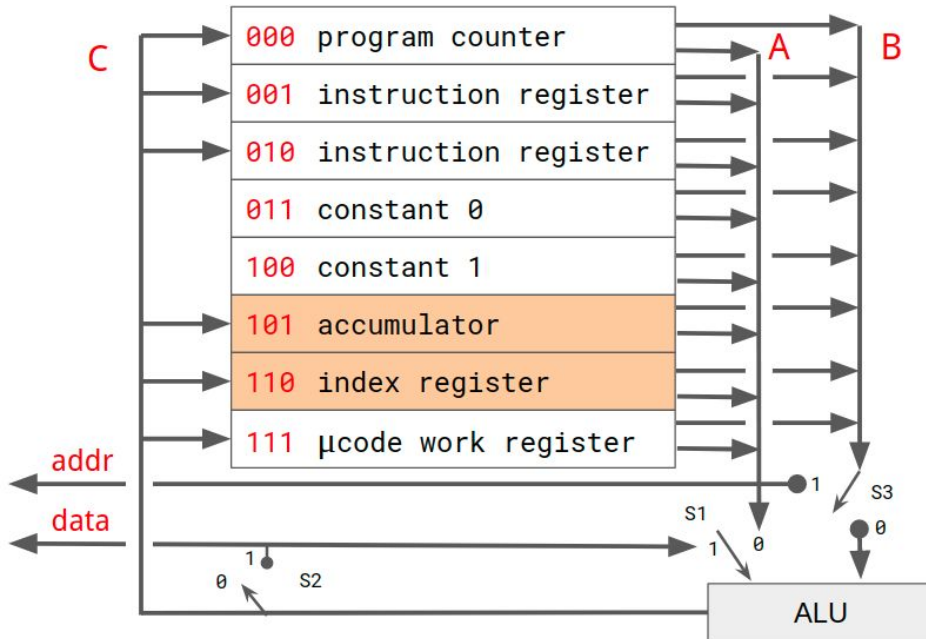 C
000 program counter
A
B
001 instruction register
010 instruction register
011 constant 0
100 constant 1
101 accumulator
110 index register
111 μcode work register
addr
1
S3
data
S1
1
0
0
1
0
S2
ALU